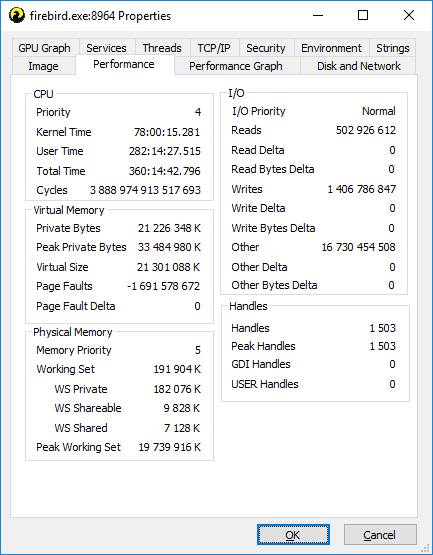 firebird.exe:8964 Properties
GPU Graph Services Threads TCP/IP Security Environment Strings
Image Performance Performance Graph Disk and Network
CPU
Priority 4
Kernel Time 78:00:15.281
User Time 282:14:27.515
Total Time 360:14:42.796
Cycles 3 888 974 913 517 693
Virtual Memory
Private Bytes 21 226 348 K
Peak Private Bytes 33 484 980 K
Virtual Size 21 301 088 K
Page Faults -1 691 578 672
Page Fault Delta 0
Physical Memory
Memory Priority 5
Working Set 191 904 K
WS Private 182 076 K
WS Shareable 9 828 K
WS Shared 7 128 K
Peak Working Set 19 739 916 K
I/O
I/O Priority Normal
Reads 502 926 612
Read Delta 0
Read Bytes Delta 0
Writes 1 406 786 847
Write Delta 0
Write Bytes Delta 0
Other 16 730 454 508
Other Delta 0
Other Bytes Delta 0
Handles
Handles 1 503
Peak Handles 1 503
GDI Handles 0
USER Handles 0
OK Cancel